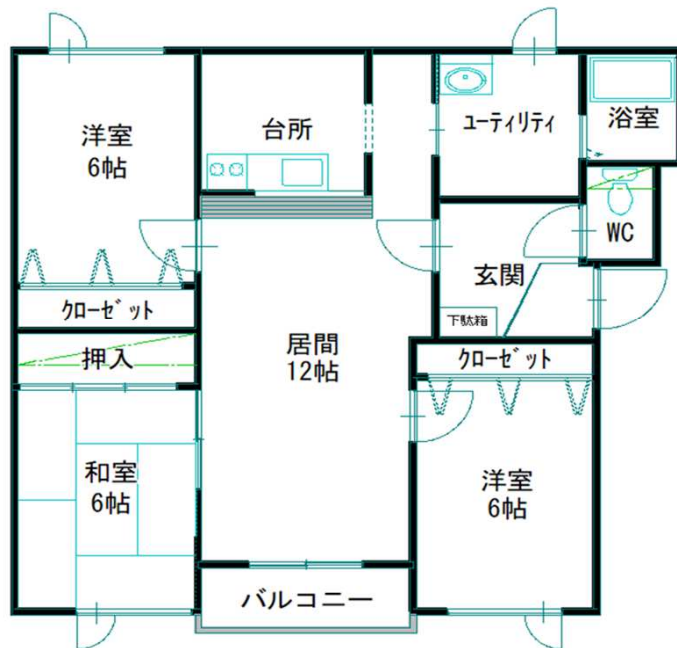 洋室
6帖
台所
ユーティリティ
浴室
WC
玄関
下駄箱
クローゼット
押入
居間
12帖
クローゼット
和室
6帖
洋室
6帖
バルコニー